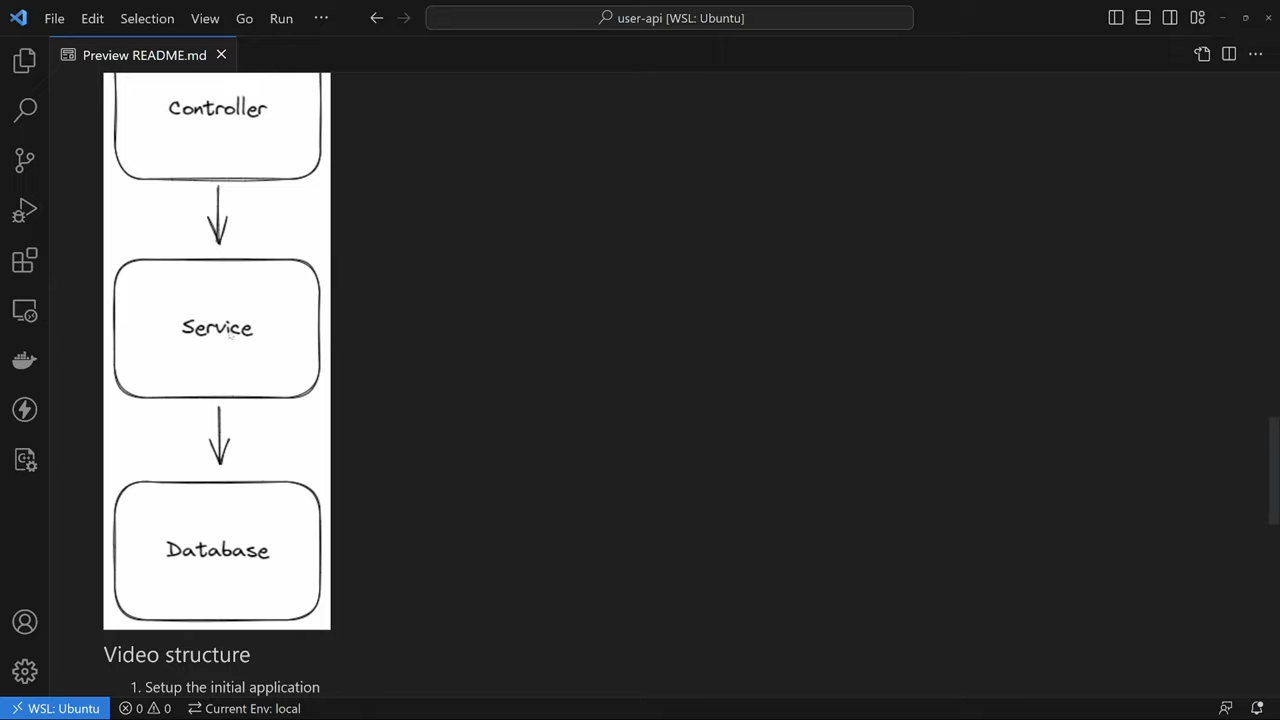 File Edit Selection View Go Run ··· user-api [WSL: Ubuntu]
Preview README.md
Controller
Service
Database
Video structure
1. Setup the initial application
WSL: Ubuntu 0 0 Current Env: local